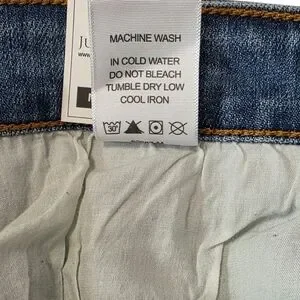 MACHINE WASH
IN COLD WATER
DO NOT BLEACH
TUMBLE DRY LOW
COOL IRON
30